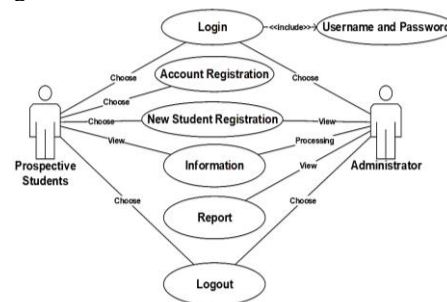 Login
<<include>>
Username and Password
Choose
Choose
Account Registration
Choose
Choose
New Student Registration
View
View
Processing
Information
Prospective
Students
Administrator
View
Choose
Report
Choose
Logout